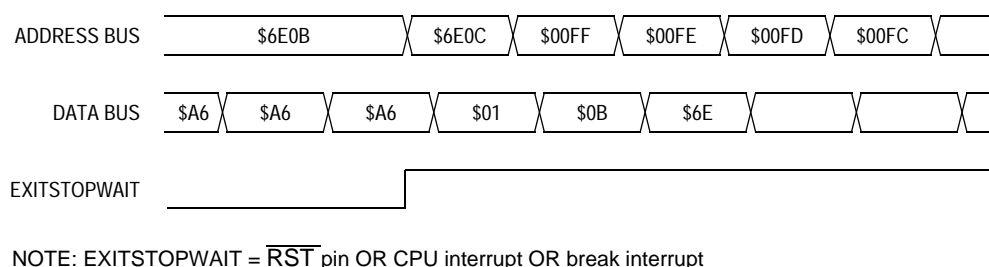 ADDRESS BUS $6E0B $6E0C $00FF $00FE $00FD $00FC
DATA BUS $A6 $A6 $A6 $01 $0B $6E
EXITSTOPWAIT
NOTE: EXITSTOPWAIT = RST pin OR CPU interrupt OR break interrupt